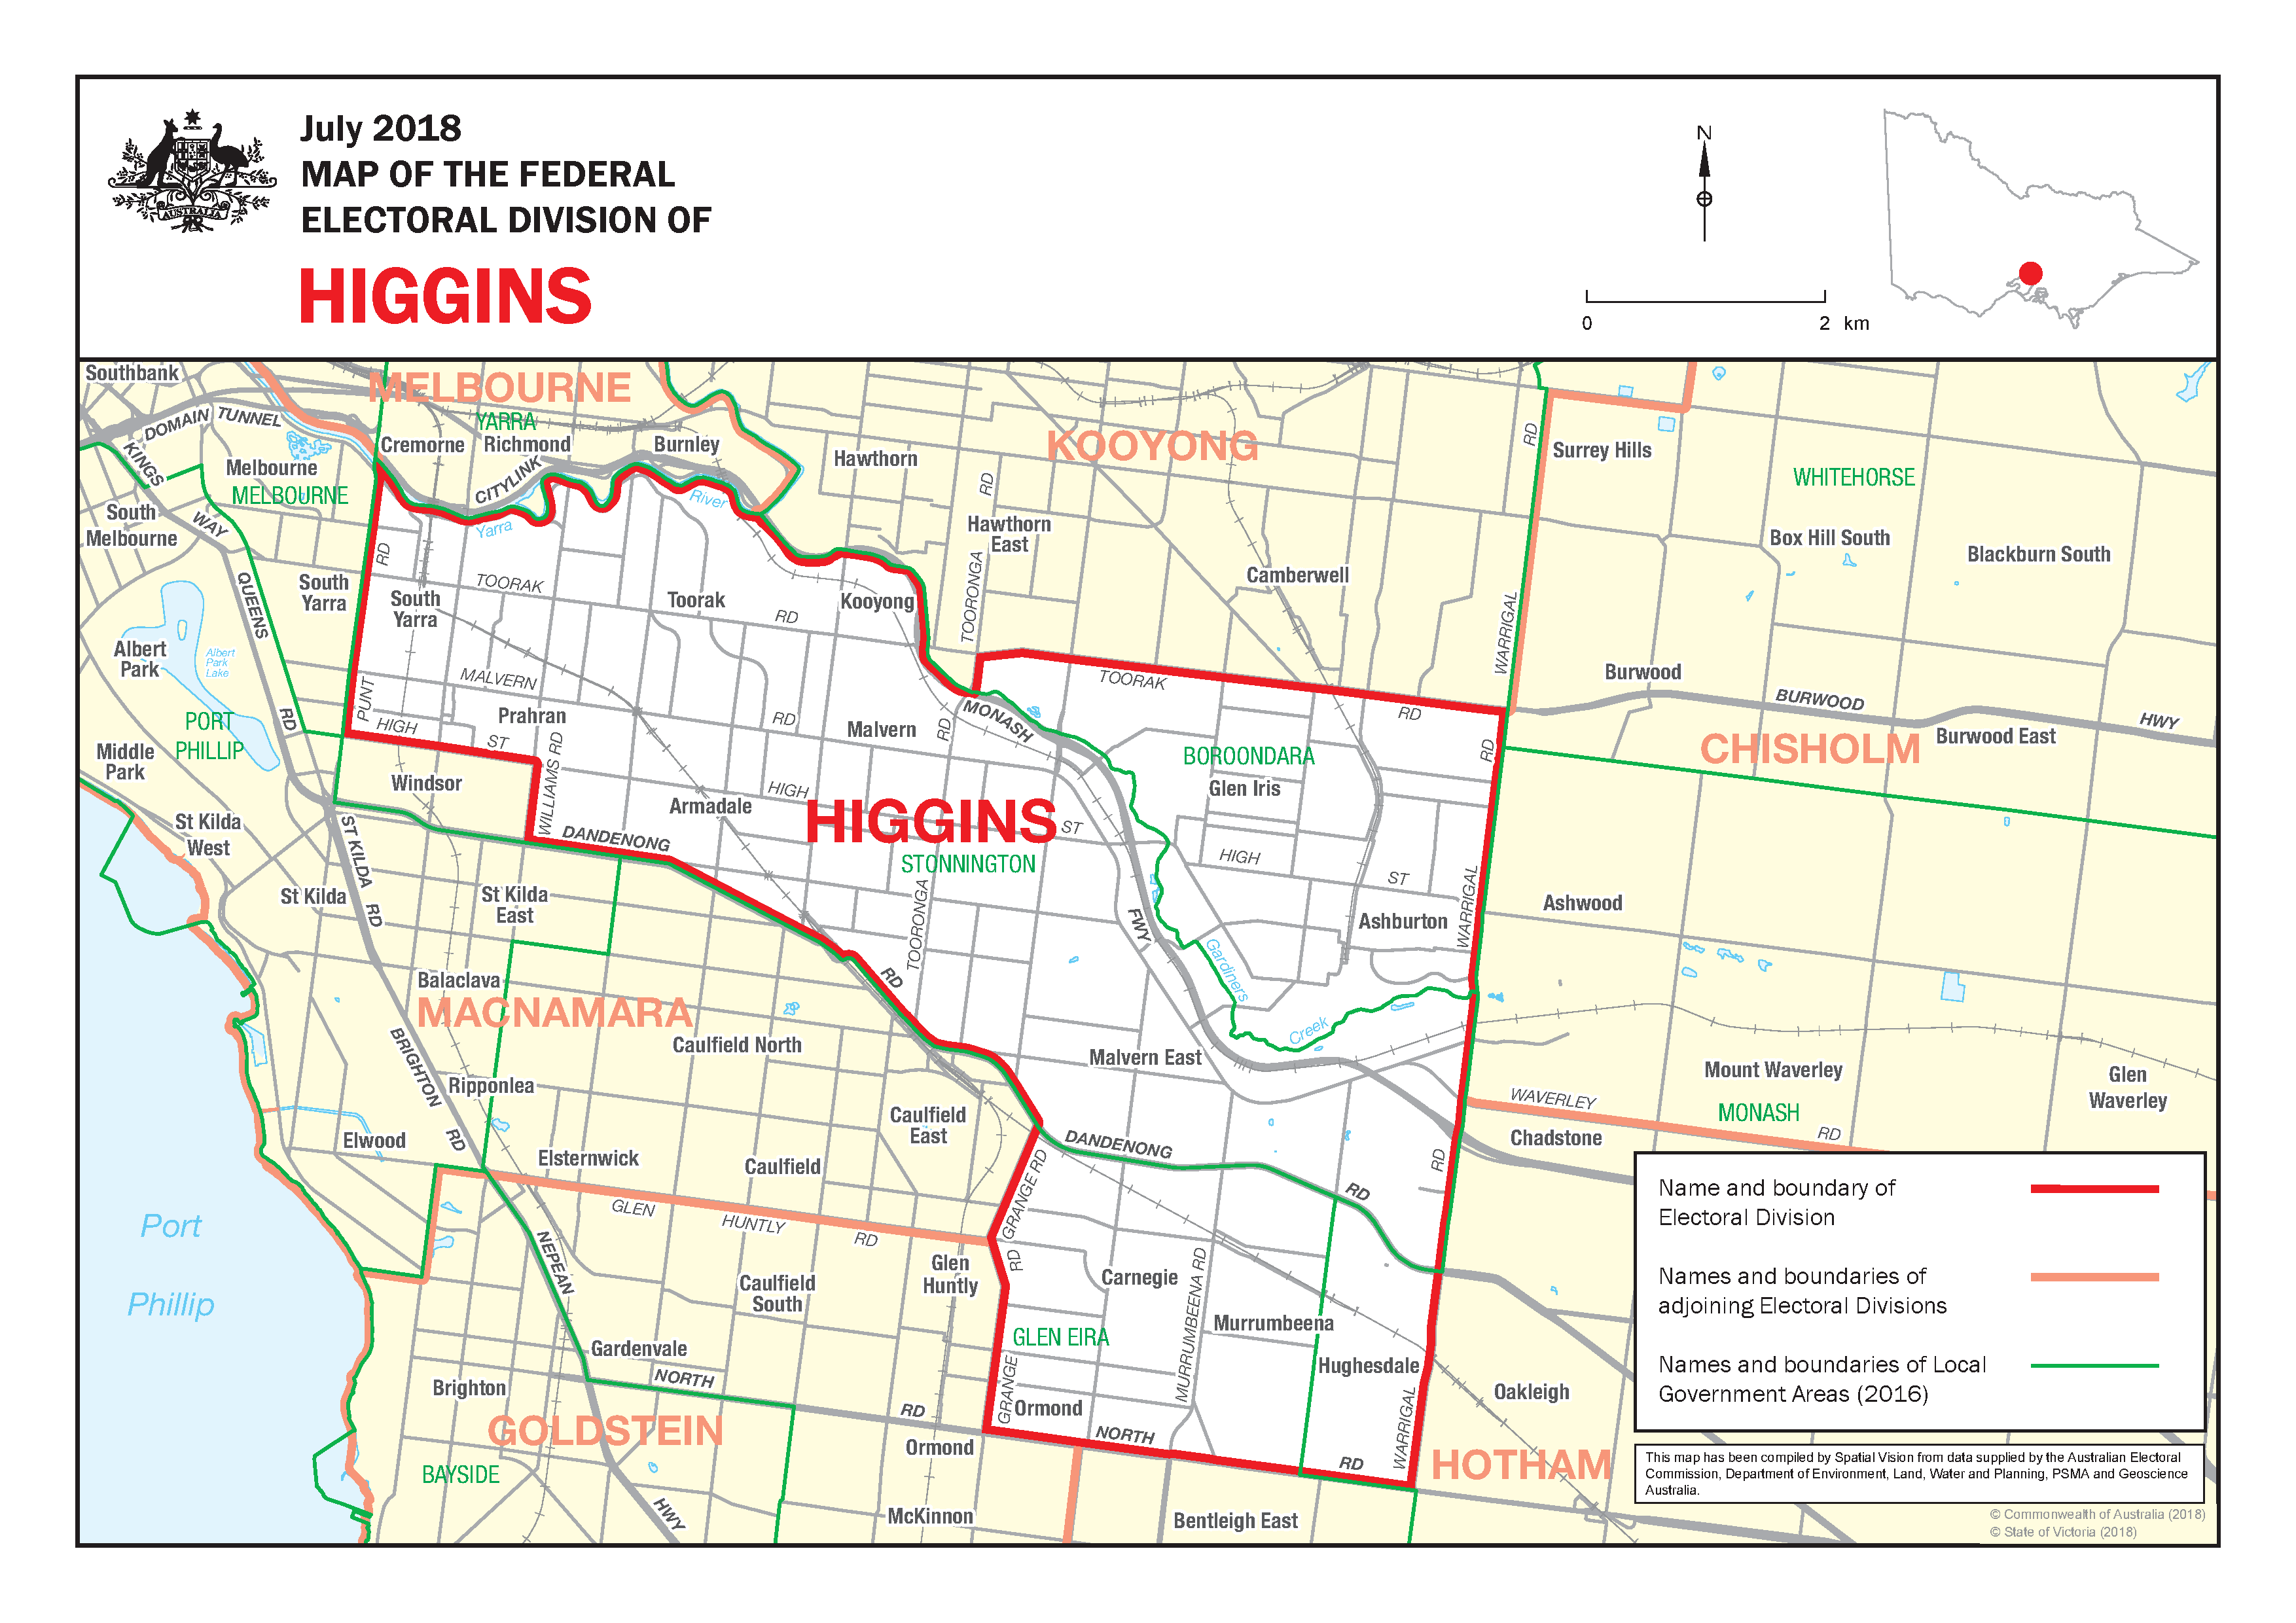 AUSTRALIA
July 2018
MAP OF THE FEDERAL
ELECTORAL DIVISION OF
HIGGINS
N
0
2 km
Southbank
MELBOURNE
YARRA
DOMAIN TUNNEL
Cremorne
Richmond
Burnley
KOOYONG
Hawthorn
RD
Surrey Hills
KINGS
WAY
Melbourne
MELBOURNE
CITYLINK
River
Yarra
RD
WHITEHORSE
South
Melbourne
Hawthorn
East
Box Hill South
Blackburn South
QUEENS
RD
South
Yarra
RD
South
Yarra
TOORAK
RD
Toorak
Kooyong
TOORONGA
Camberwell
WARRIGAL
Albert
Park
Albert
Park
Lake
MALVERN
RD
TOORAK
RD
Burwood
BURWOOD
HWY
PUNT
PORT
PHILLIP
HIGH
ST
Prahran
Malvern
RD
MONASH
FWY
BOROONDARA
RD
CHISHOLM
Burwood East
Middle
Park
Windsor
WILLIAMS RD
Armadale
HIGH
ST
HIGGINS
Glen Iris
St Kilda
West
ST KILDA
RD
DANDENONG
RD
STONNINGTON
HIGH
ST
St Kilda
St Kilda
East
TOORONGA
Ashburton
WARRIGAL
Ashwood
Gardiners
Creek
Balaclava
MACNAMARA
Caulfield North
Malvern East
Mount Waverley
Glen
Waverley
BRIGHTON
RD
Ripponlea
Caulfield
East
WAVERLEY
RD
MONASH
Elwood
Elsternwick
Caulfield
DANDENONG
RD
RD
Chadstone
GLEN
HUNTLY
RD
GRANGE RD
RD
Port
Phillip
NEPEAN
HWY
Glen
Huntly
Carnegie
MURRUMBEENA RD
Caulfield
South
GLEN EIRA
Murrumbeena
Gardenvale
Hughesdale
Brighton
NORTH
RD
GRANGE
Ormond
WARRIGAL
Oakleigh
GOLDSTEIN
Ormond
NORTH
RD
HOTHAM
BAYSIDE
McKinnon
Bentleigh East
Name and boundary of
Electoral Division
Names and boundaries of
adjoining Electoral Divisions
Names and boundaries of Local
Government Areas (2016)
This map has been compiled by Spatial Vision from data supplied by the Australian Electoral
Commission, Department of Environment, Land, Water and Planning, PSMA and Geoscience
Australia.
© Commonwealth of Australia (2018)
© State of Victoria (2018)